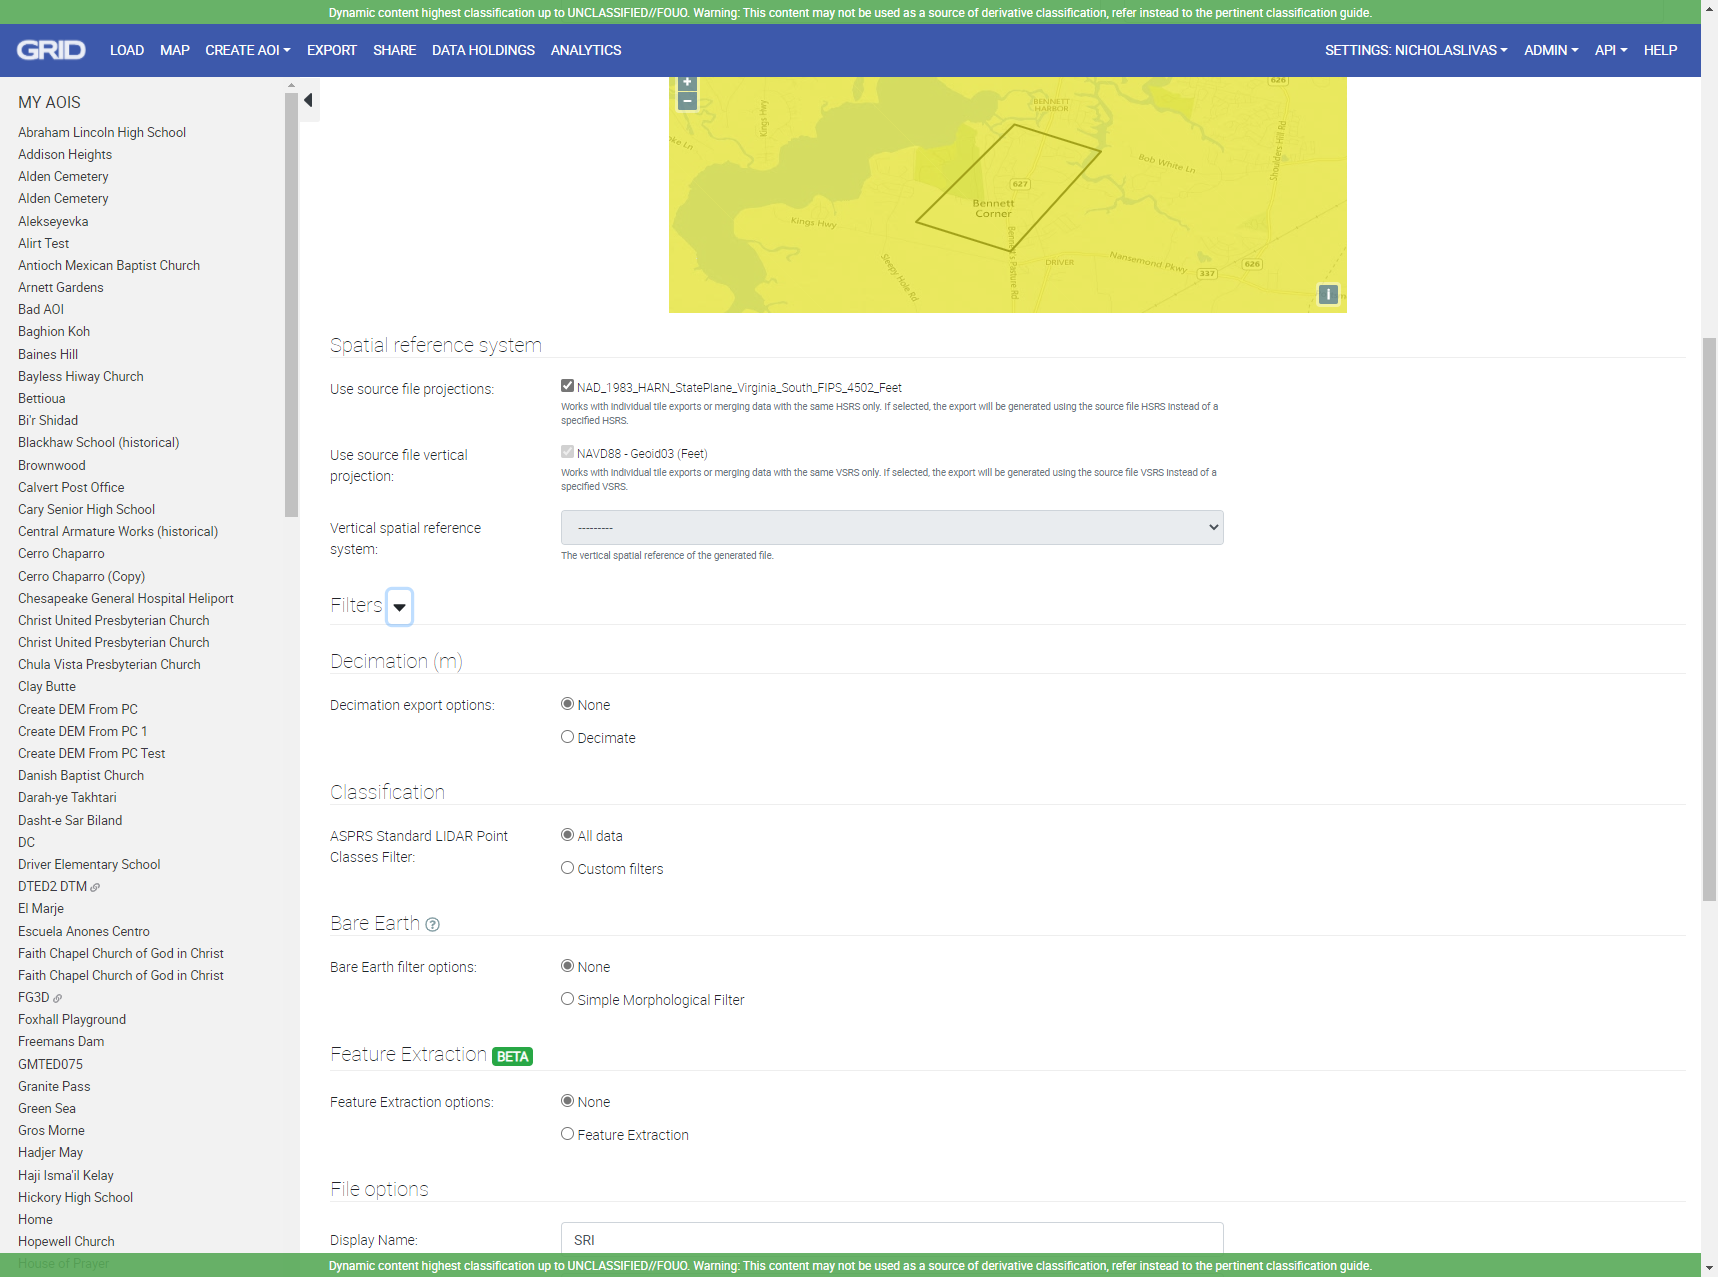 Dynamic content highest classification up to UNCLASSIFIED//FOUO. Warning: This content may not be used as a source of derivative classification, refer instead to the pertinent classification guide.
GRID LOAD MAP CREATE AOI EXPORT SHARE DATA HOLDINGS ANALYTICS SETTINGS: NICHOLASLIVAS ADMIN API HELP
MY AOIS
Abraham Lincoln High School
Addison Heights
Alden Cemetery
Alden Cemetery
Alekseyevka
Alirt Test
Antioch Mexican Baptist Church
Arnett Gardens
Bad AOI
Baghion Koh
Baines Hill
Bayless Hiway Church
Bettioua
Bi'r Shidad
Blackhaw School (historical)
Brownwood
Calvert Post Office
Cary Senior High School
Central Armature Works (historical)
Cerro Chaparro
Cerro Chaparro (Copy)
Chesapeake General Hospital Heliport
Christ United Presbyterian Church
Christ United Presbyterian Church
Chula Vista Presbyterian Church
Clay Butte
Create DEM From PC
Create DEM From PC 1
Create DEM From PC Test
Danish Baptist Church
Darah-ye Takhtari
Dasht-e Sar Biland
DC
Driver Elementary School
DTED2 DTM
El Marje
Escuela Anones Centro
Faith Chapel Church of God in Christ
Faith Chapel Church of God in Christ
FG3D
Foxhall Playground
Freemans Dam
GMTED075
Granite Pass
Green Sea
Gros Morne
Hadjer May
Haji Isma'il Kelay
Hickory High School
Home
Hopewell Church
House of Prayer
+
−
626
BENNETT
HARBOR
Kings Hwy
ke Ln
Bob White Ln
Shoulders Hill Rd
627
Bennett
Corner
Kings Hwy
Bennett's Pasture Rd
Sleepy Hole Rd
DRIVER
Nansemond Pkwy
337
626
i
Spatial reference system
Use source file projections:
NAD_1983_HARN_StatePlane_Virginia_South_FIPS_4502_Feet
Works with individual tile exports or merging data with the same HSRS only. If selected, the export will be generated using the source file HSRS instead of a
specified HSRS.
Use source file vertical
projection:
NAVD88 - Geoid03 (Feet)
Works with individual tile exports or merging data with the same VSRS only. If selected, the export will be generated using the source file VSRS instead of a
specified VSRS.
Vertical spatial reference
system:
---------
The vertical spatial reference of the generated file.
Filters
Decimation (m)
Decimation export options:
None
Decimate
Classification
ASPRS Standard LIDAR Point
Classes Filter:
All data
Custom filters
Bare Earth ?
Bare Earth filter options:
None
Simple Morphological Filter
Feature Extraction BETA
Feature Extraction options:
None
Feature Extraction
File options
Display Name:
SRI
Dynamic content highest classification up to UNCLASSIFIED//FOUO. Warning: This content may not be used as a source of derivative classification, refer instead to the pertinent classification guide.